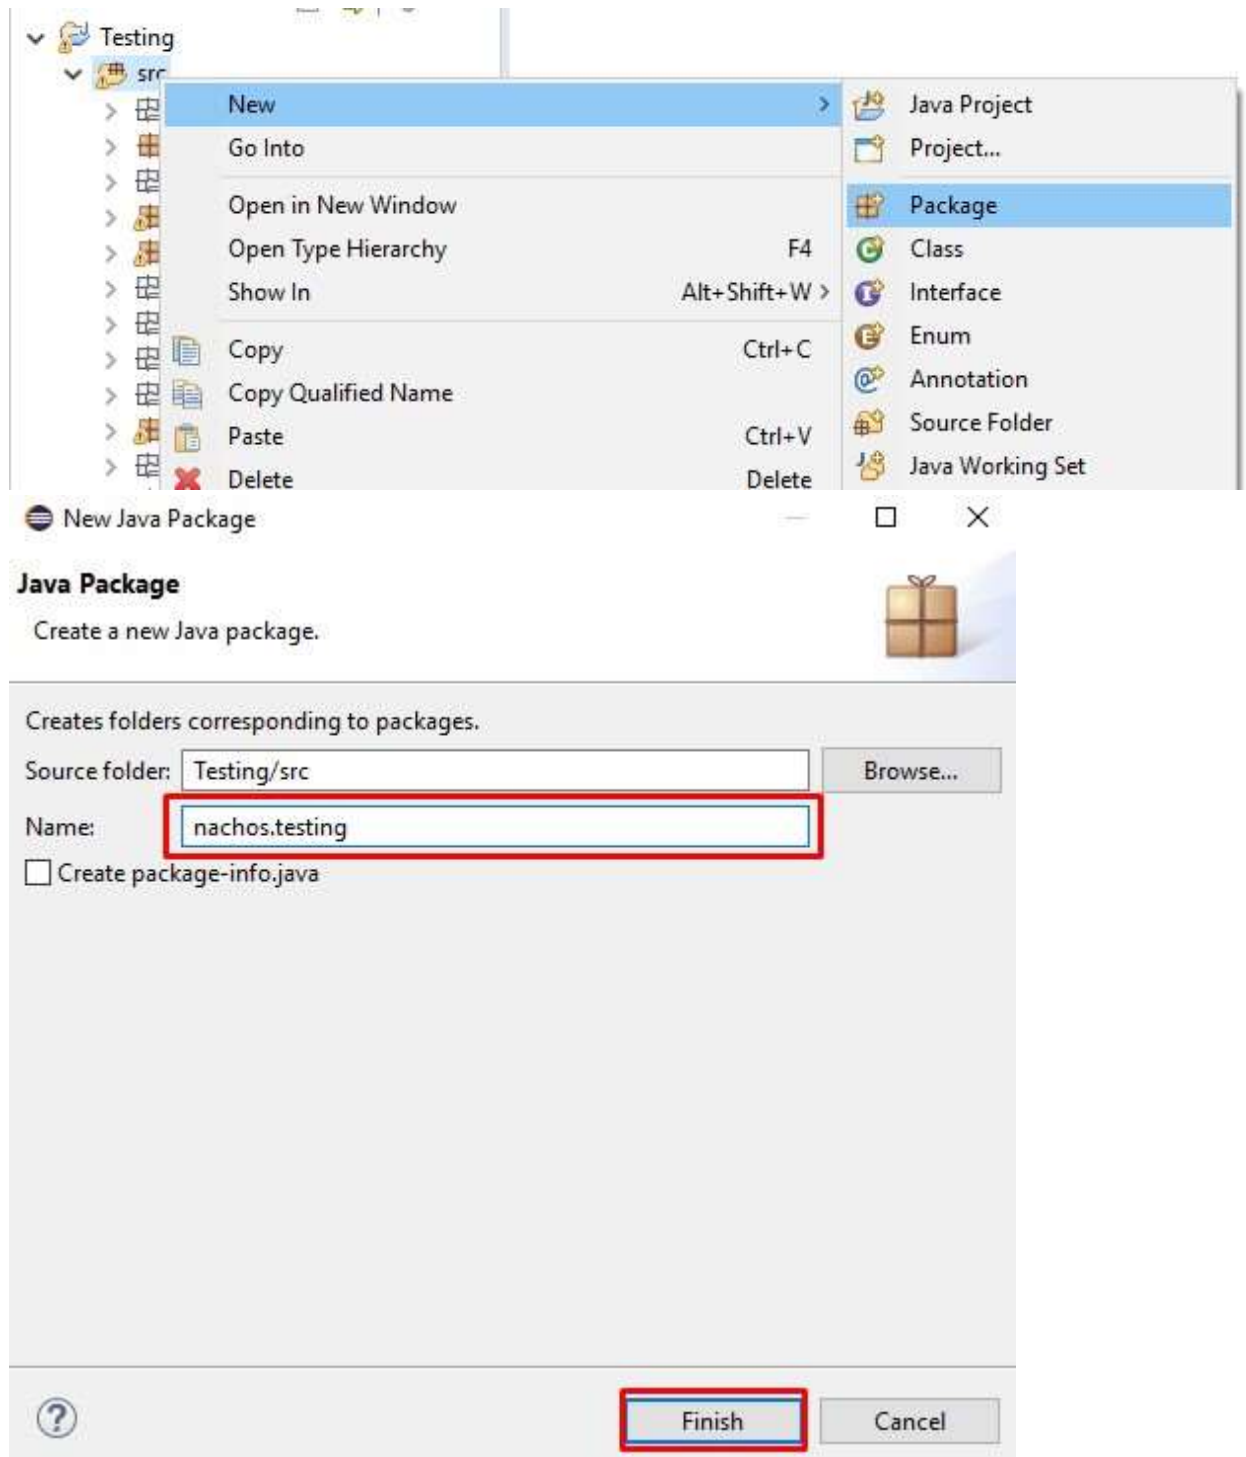 Testing
src
New
Java Project
Go Into
Project...
Open in New Window
Package
Open Type Hierarchy F4
Class
Show In Alt+Shift+W
Interface
Enum
Copy Ctrl+C
Copy Qualified Name
Annotation
Paste Ctrl+V
Source Folder
Delete Delete
Java Working Set
New Java Package
Java Package
Create a new Java package.
Creates folders corresponding to packages.
Source folder: Testing/src Browse...
Name: nachos.testing
Create package-info.java
? Finish Cancel